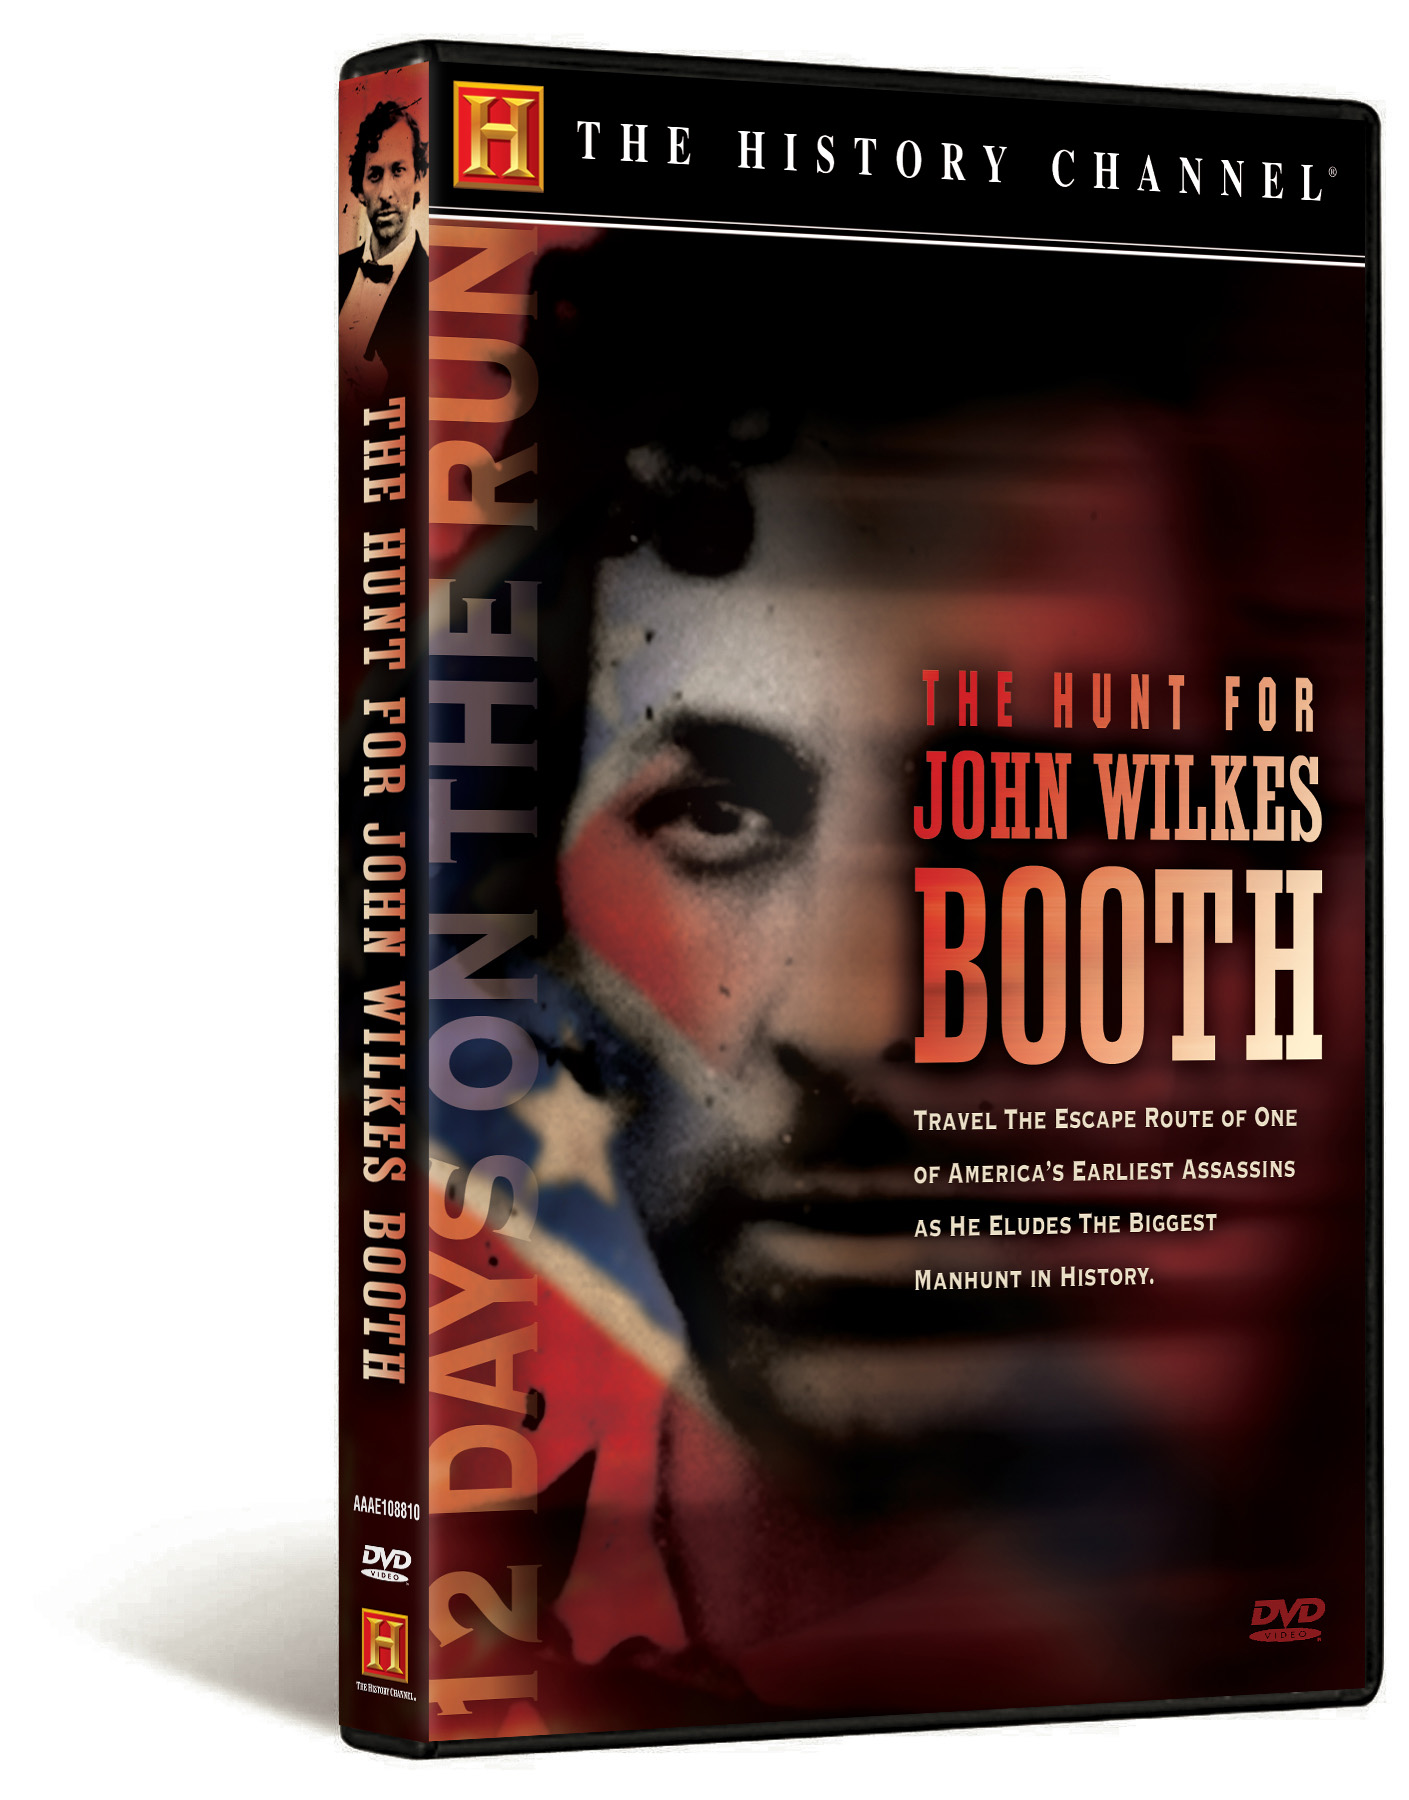 H THE HISTORY CHANNEL®
THE HUNT FOR
JOHN WILKES
BOOTH
TRAVEL THE ESCAPE ROUTE OF ONE
OF AMERICA'S EARLIEST ASSASSINS
AS HE ELUDES THE BIGGEST
MANHUNT IN HISTORY.
12 DAYS ON THE RUN
DVD
VIDEO
THE HUNT FOR JOHN WILKES BOOTH
AAAE108810
DVD
VIDEO
H
THE HISTORY CHANNEL